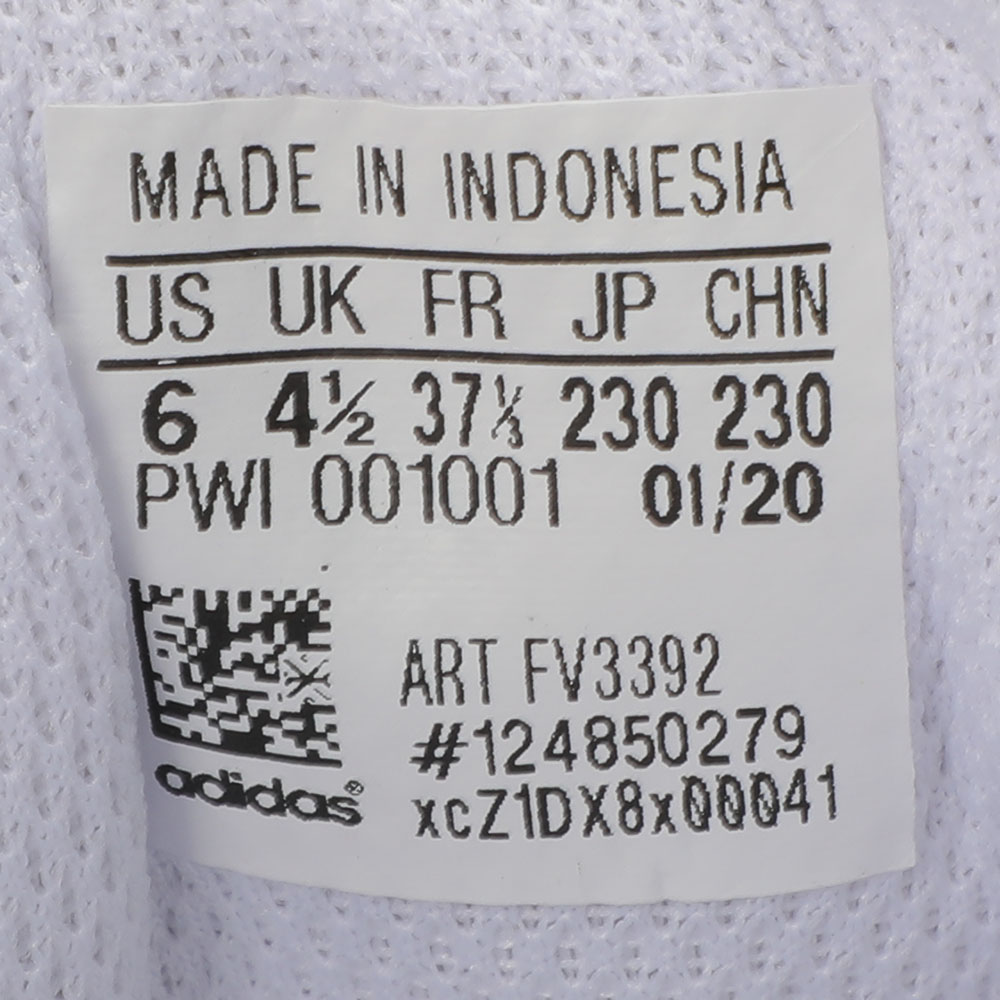 MADE IN INDONESIA
US UK FR JP CHN
6 4½ 37⅓ 230 230
PWI 001001 01/20
ART FV3392
#124850279
xcZ1DX8x00041
adidas®